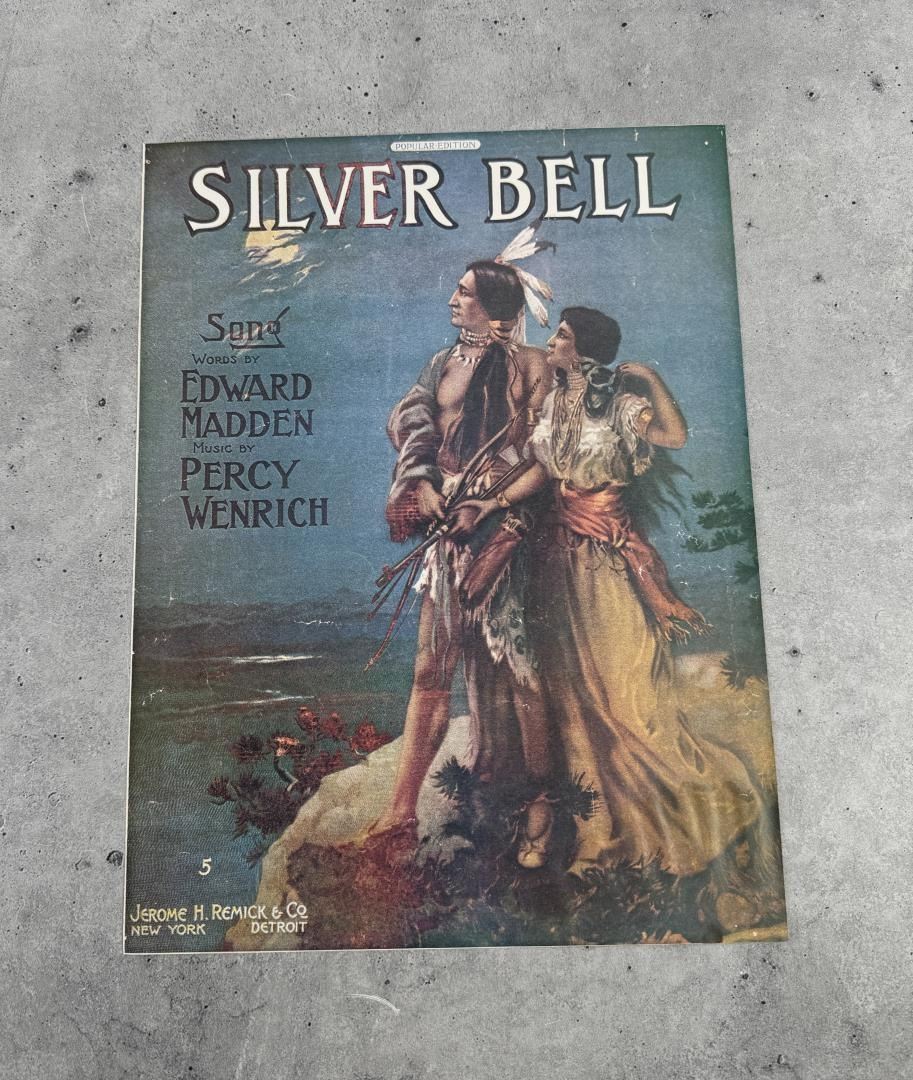 POPULAR EDITION
SILVER BELL
Song
WORDS BY
EDWARD
MADDEN
MUSIC BY
PERCY
WENRICH
5
JEROME H. REMICK & CO
NEW YORK DETROIT